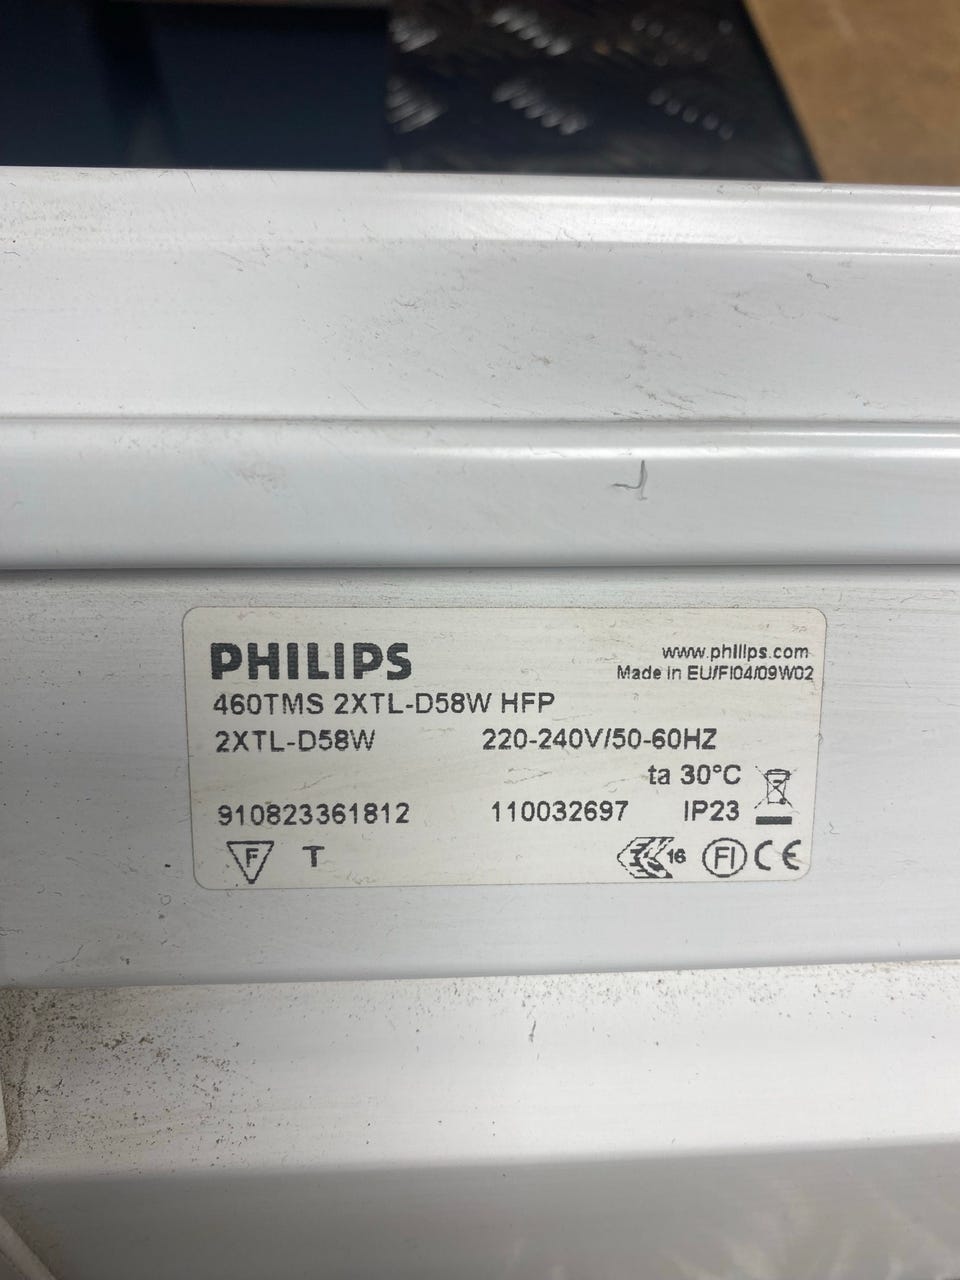 PHILIPS
www.philips.com
Made in EU/FI04/09W02
460TMS 2XTL-D58W HFP
2XTL-D58W 220-240V/50-60HZ
ta 30°C
910823361812 110032697 IP23
F T 16 FI CE